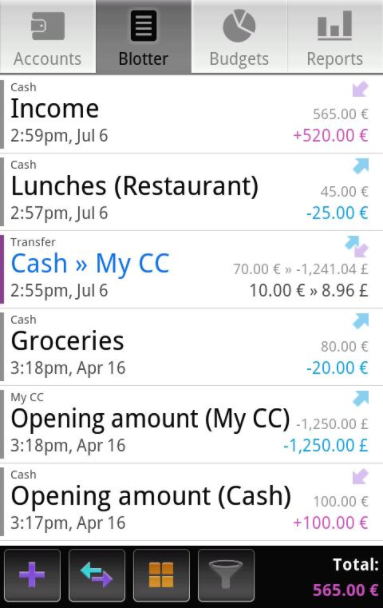 Accounts Blotter Budgets Reports
Cash
Income 565.00 €
2:59pm, Jul 6 +520.00 €
Cash
Lunches (Restaurant) 45.00 €
2:57pm, Jul 6 -25.00 €
Transfer
Cash » My CC 70.00 € » -1,241.04 £
2:55pm, Jul 6 10.00 € » 8.96 £
Cash
Groceries 80.00 €
3:18pm, Apr 16 -20.00 €
My CC
Opening amount (My CC) -1,250.00 £
3:18pm, Apr 16 -1,250.00 £
Cash
Opening amount (Cash) 100.00 €
3:17pm, Apr 16 +100.00 €
Total:
565.00 €